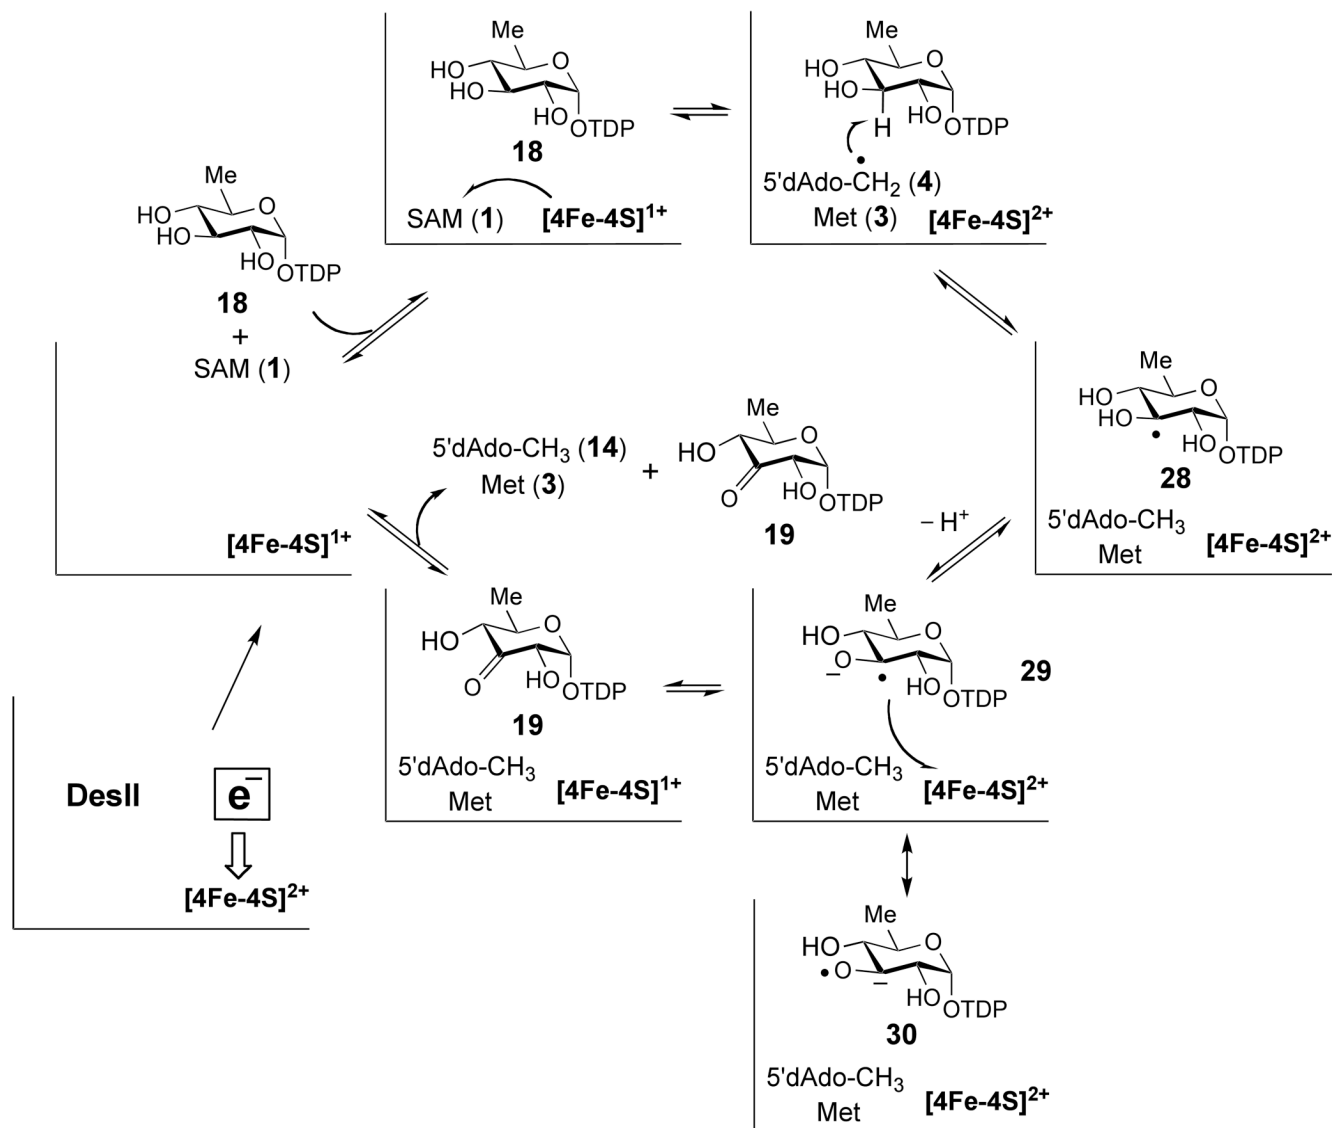 Me
HO
O
HO
HO
OTDP
18
SAM (1)
[4Fe-4S]¹⁺
Me
HO
O
HO
H
HO
OTDP
5'dAdo-CH₂ (4)
Met (3)
[4Fe-4S]²⁺
Me
HO
O
HO
HO
OTDP
18
+
SAM (1)
[4Fe-4S]¹⁺
Me
HO
O
HO
HO
OTDP
28
5'dAdo-CH₃
Met
[4Fe-4S]²⁺
5'dAdo-CH₃ (14)
Met (3)
+
Me
HO
O
O
HO
OTDP
19
– H⁺
Me
HO
O
O
HO
OTDP
19
5'dAdo-CH₃
Met
[4Fe-4S]¹⁺
Me
HO
O
–O
HO
OTDP
29
5'dAdo-CH₃
Met
[4Fe-4S]²⁺
DesII
e⁻
[4Fe-4S]²⁺
Me
HO
O
•O
–
HO
OTDP
30
5'dAdo-CH₃
Met
[4Fe-4S]²⁺